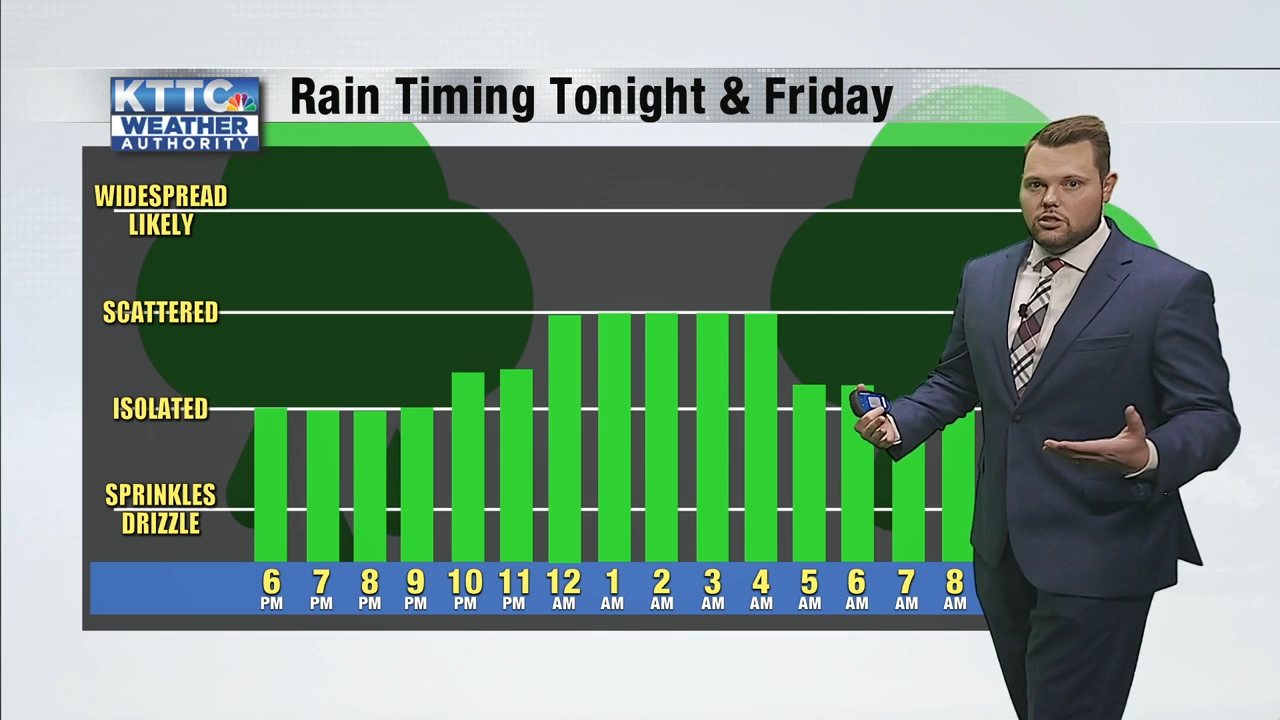 KTTC
WEATHER
AUTHORITY
Rain Timing Tonight & Friday
WIDESPREAD
LIKELY
SCATTERED
ISOLATED
SPRINKLES
DRIZZLE
6 7 8 9 10 11 12 1 2 3 4 5 6 7 8
PM PM PM PM PM PM AM AM AM AM AM AM AM AM AM